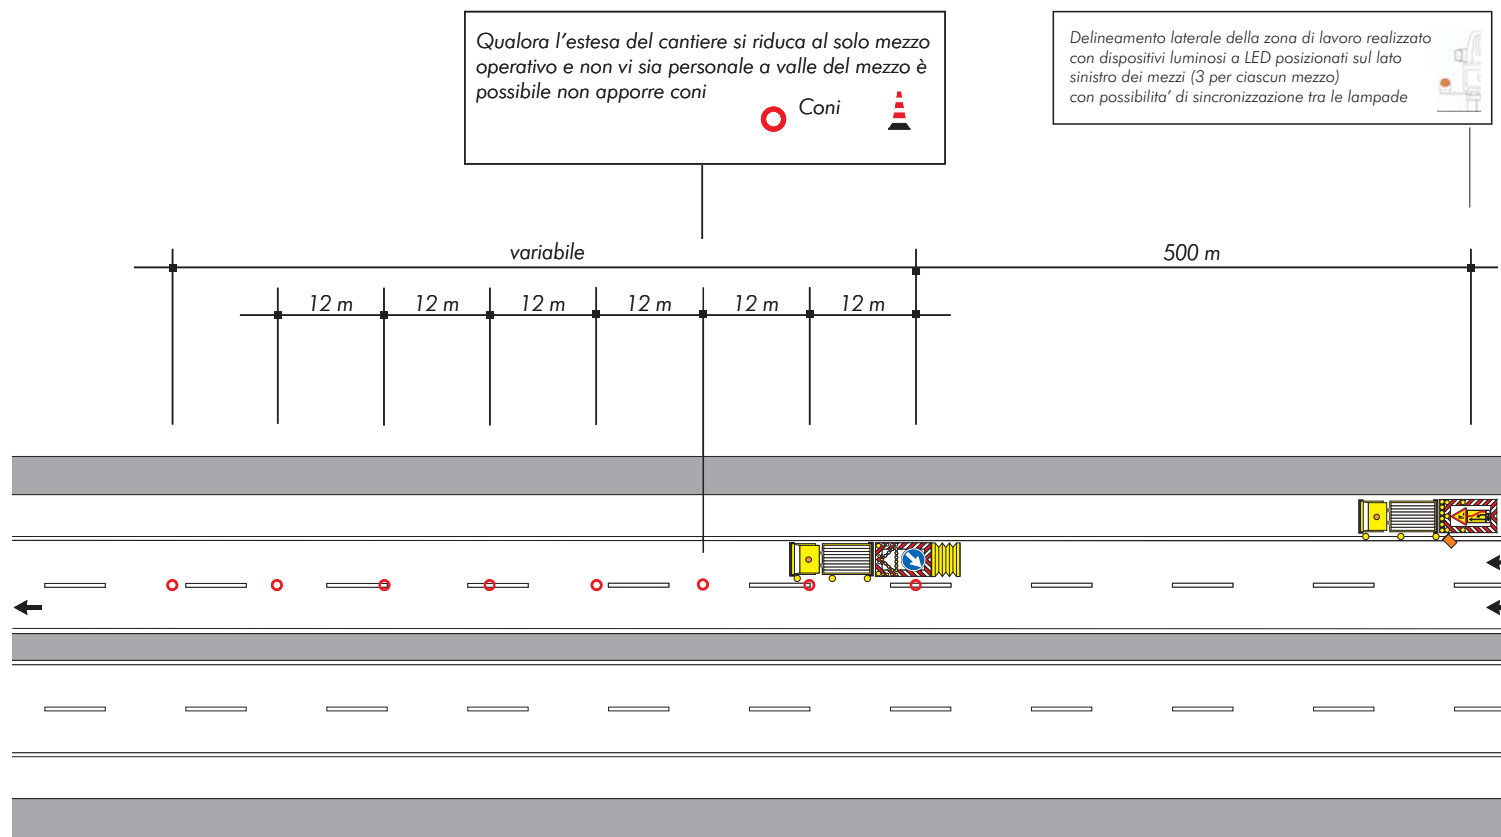 Qualora l'estesa del cantiere si riduca al solo mezzo
operativo e non vi sia personale a valle del mezzo è
possibile non apporre coni
Coni
Delineamento laterale della zona di lavoro realizzato
con dispositivi luminosi a LED posizionati sul lato
sinistro dei mezzi (3 per ciascun mezzo)
con possibilita' di sincronizzazione tra le lampade
variabile
500 m
12 m
12 m
12 m
12 m
12 m
12 m